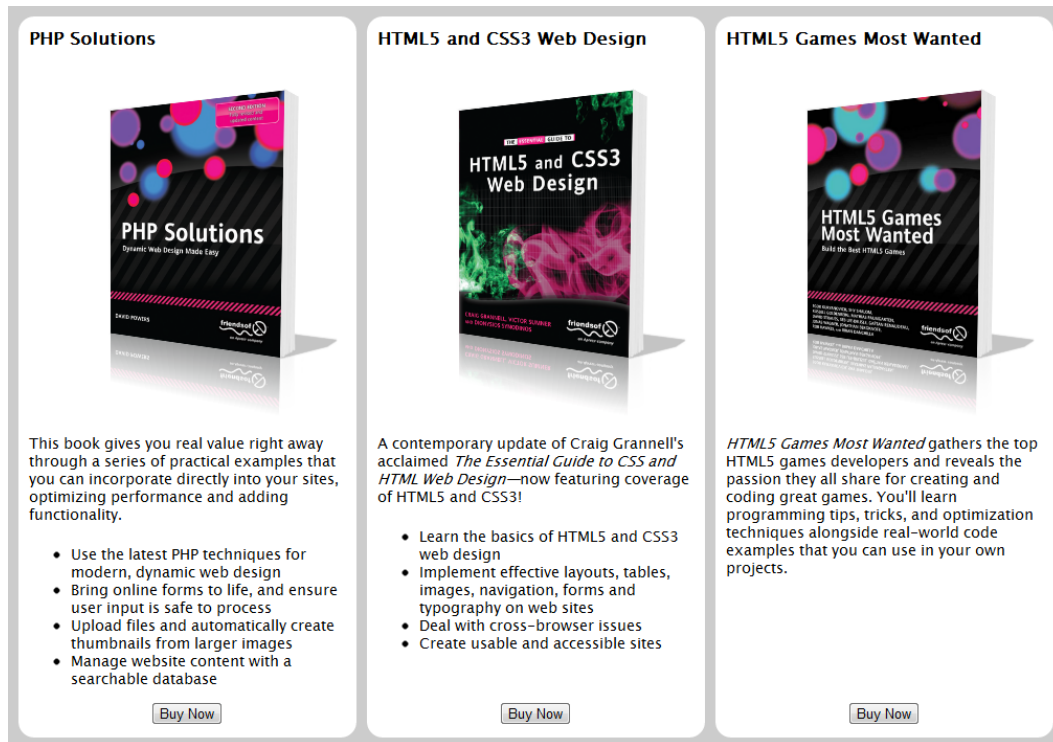 PHP Solutions
SECOND EDITION
PHP Solutions
Dynamic Web Design Made Easy
DAVID POWERS
friendsof
an Apress company
This book gives you real value right away
through a series of practical examples that
you can incorporate directly into your sites,
optimizing performance and adding
functionality.
• Use the latest PHP techniques for
modern, dynamic web design
• Bring online forms to life, and ensure
user input is safe to process
• Upload files and automatically create
thumbnails from larger images
• Manage website content with a
searchable database
Buy Now
HTML5 and CSS3 Web Design
THE ESSENTIAL GUIDE TO
HTML5 and CSS3
Web Design
CRAIG GRANNELL, VICTOR SUMNER
AND DIONYSIOS SYNODINOS
friendsof
an Apress company
A contemporary update of Craig Grannell's
acclaimed The Essential Guide to CSS and
HTML Web Design—now featuring coverage
of HTML5 and CSS3!
• Learn the basics of HTML5 and CSS3
web design
• Implement effective layouts, tables,
images, navigation, forms and
typography on web sites
• Deal with cross-browser issues
• Create usable and accessible sites
Buy Now
HTML5 Games Most Wanted
HTML5 Games
Most Wanted
Build the Best HTML5 Games
friendsof
an Apress company
HTML5 Games Most Wanted gathers the top
HTML5 games developers and reveals the
passion they all share for creating and
coding great games. You'll learn
programming tips, tricks, and optimization
techniques alongside real-world code
examples that you can use in your own
projects.
Buy Now